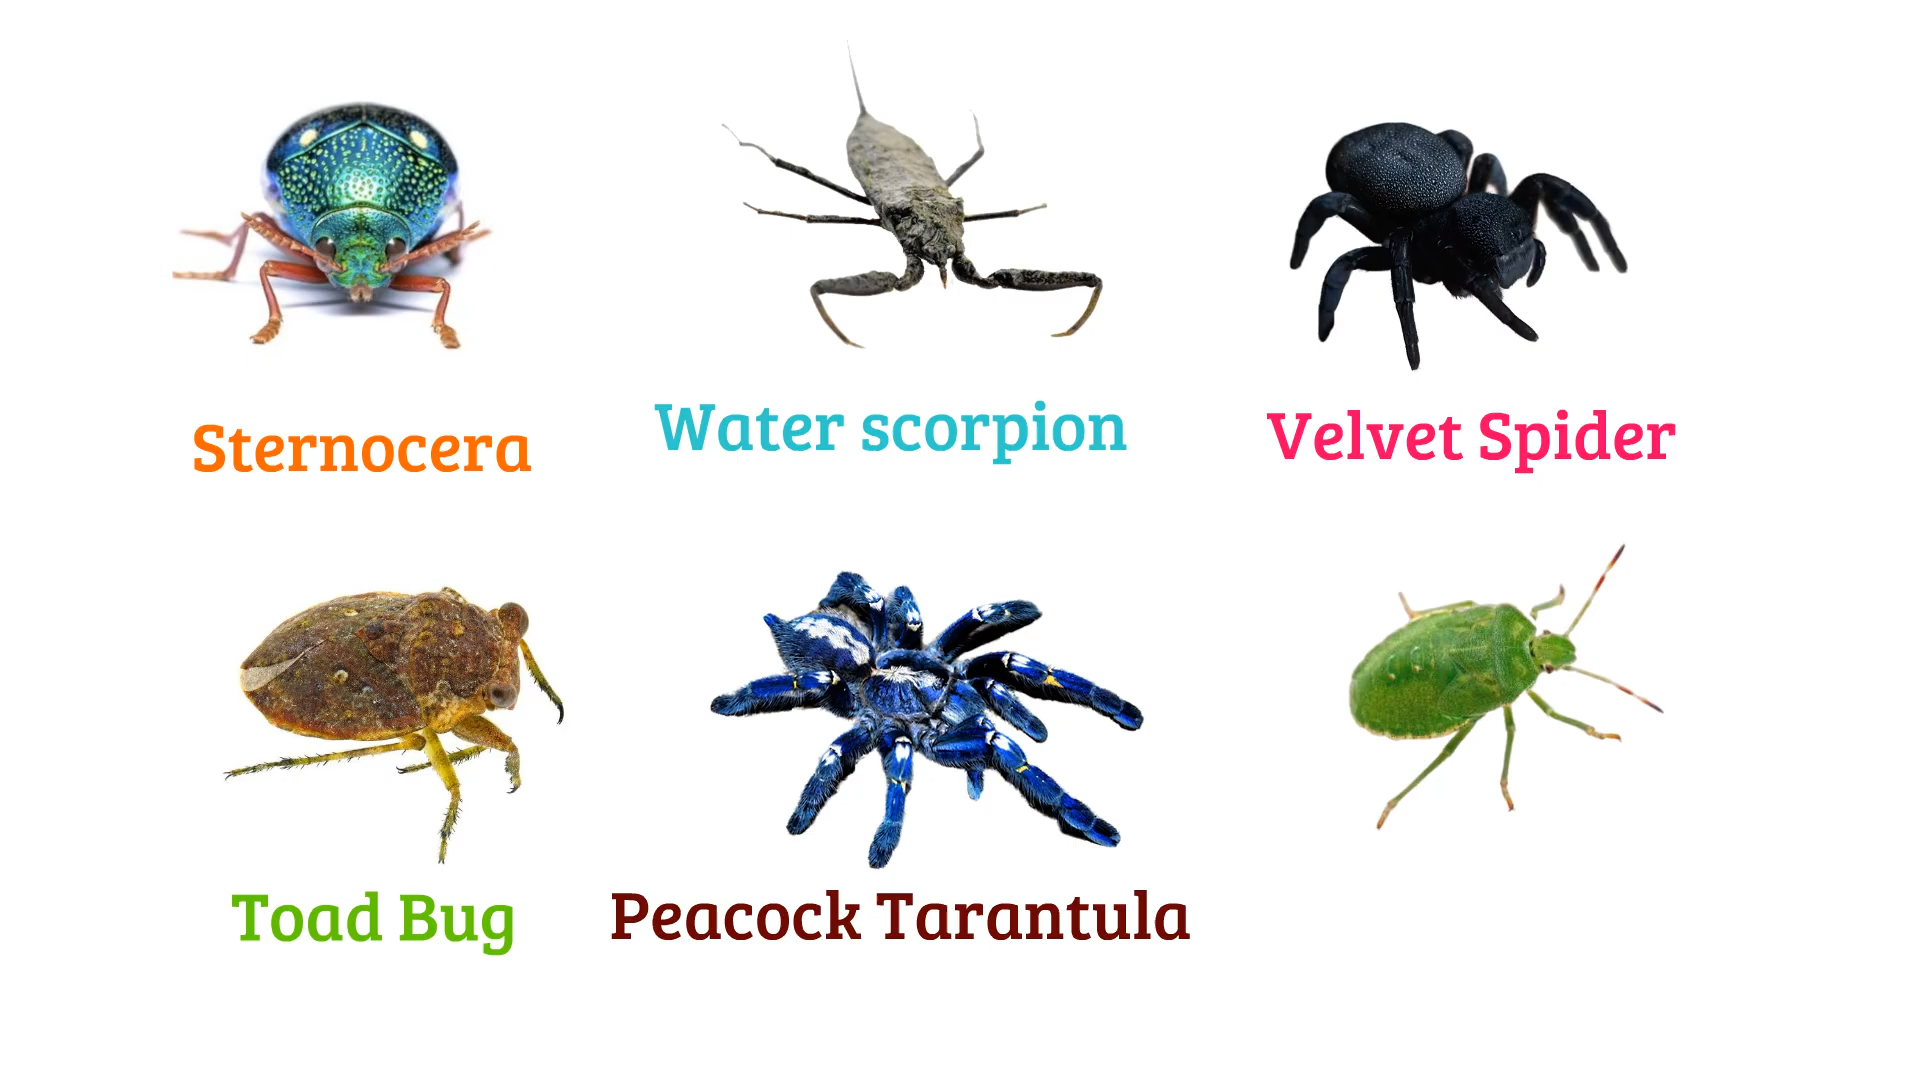 Sternocera
Water scorpion
Velvet Spider
Toad Bug
Peacock Tarantula